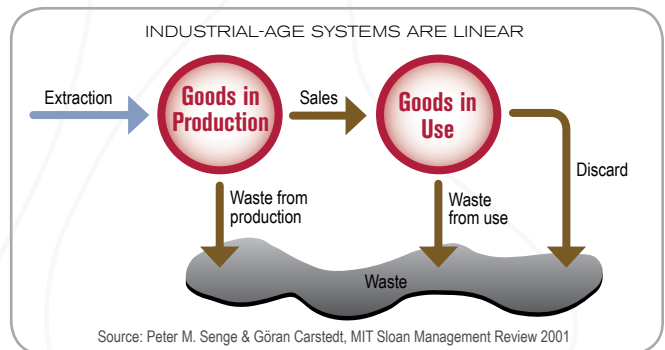 INDUSTRIAL-AGE SYSTEMS ARE LINEAR
Extraction
Goods in
Production
Sales
Goods in
Use
Discard
Waste from
production
Waste
from use
Waste
Source: Peter M. Senge & Göran Carstedt, MIT Sloan Management Review 2001